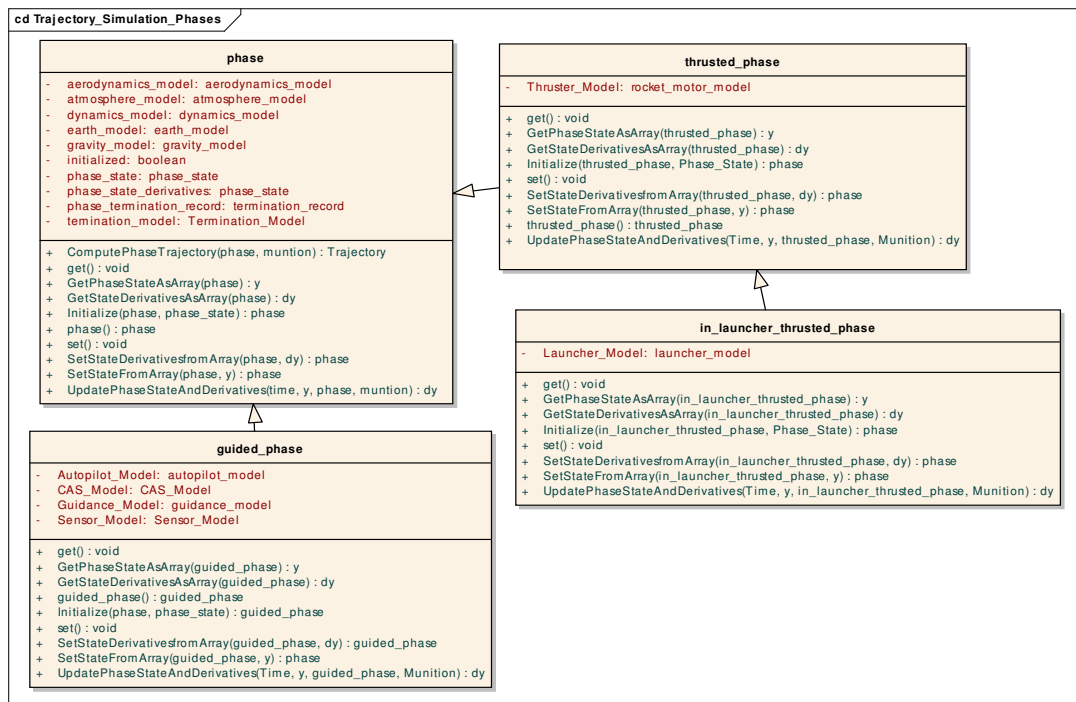 cd Trajectory_Simulation_Phases
phase
- aerodynamics_model: aerodynamics_model
- atmosphere_model: atmosphere_model
- dynamics_model: dynamics_model
- earth_model: earth_model
- gravity_model: gravity_model
- initialized: boolean
- phase_state: phase_state
- phase_state_derivatives: phase_state
- phase_termination_record: termination_record
- temination_model: Termination_Model
+ ComputePhaseTrajectory(phase, muntion) : Trajectory
+ get() : void
+ GetPhaseStateAsArray(phase) : y
+ GetStateDerivativesAsArray(phase) : dy
+ Initialize(phase, phase_state) : phase
+ phase() : phase
+ set() : void
+ SetStateDerivativesfromArray(phase, dy) : phase
+ SetStateFromArray(phase, y) : phase
+ UpdatePhaseStateAndDerivatives(time, y, phase, muntion) : dy
thrusted_phase
- Thruster_Model: rocket_motor_model
+ get() : void
+ GetPhaseStateAsArray(thrusted_phase) : y
+ GetStateDerivativesAsArray(thrusted_phase) : dy
+ Initialize(thrusted_phase, Phase_State) : phase
+ set() : void
+ SetStateDerivativesfromArray(thrusted_phase, dy) : phase
+ SetStateFromArray(thrusted_phase, y) : phase
+ thrusted_phase() : thrusted_phase
+ UpdatePhaseStateAndDerivatives(Time, y, thrusted_phase, Munition) : dy
in_launcher_thrusted_phase
- Launcher_Model: launcher_model
+ get() : void
+ GetPhaseStateAsArray(in_launcher_thrusted_phase) : y
+ GetStateDerivativesAsArray(in_launcher_thrusted_phase) : dy
+ Initialize(in_launcher_thrusted_phase, Phase_State) : phase
+ set() : void
+ SetStateDerivativesfromArray(in_launcher_thrusted_phase, dy) : phase
+ SetStateFromArray(in_launcher_thrusted_phase, y) : phase
+ UpdatePhaseStateAndDerivatives(Time, y, in_launcher_thrusted_phase, Munition) : dy
guided_phase
- Autopilot_Model: autopilot_model
- CAS_Model: CAS_Model
- Guidance_Model: guidance_model
- Sensor_Model: Sensor_Model
+ get() : void
+ GetPhaseStateAsArray(guided_phase) : y
+ GetStateDerivativesAsArray(guided_phase) : dy
+ guided_phase() : guided_phase
+ Initialize(phase, phase_state) : guided_phase
+ set() : void
+ SetStateDerivativesfromArray(guided_phase, dy) : guided_phase
+ SetStateFromArray(guided_phase, y) : phase
+ UpdatePhaseStateAndDerivatives(Time, y, guided_phase, Munition) : dy